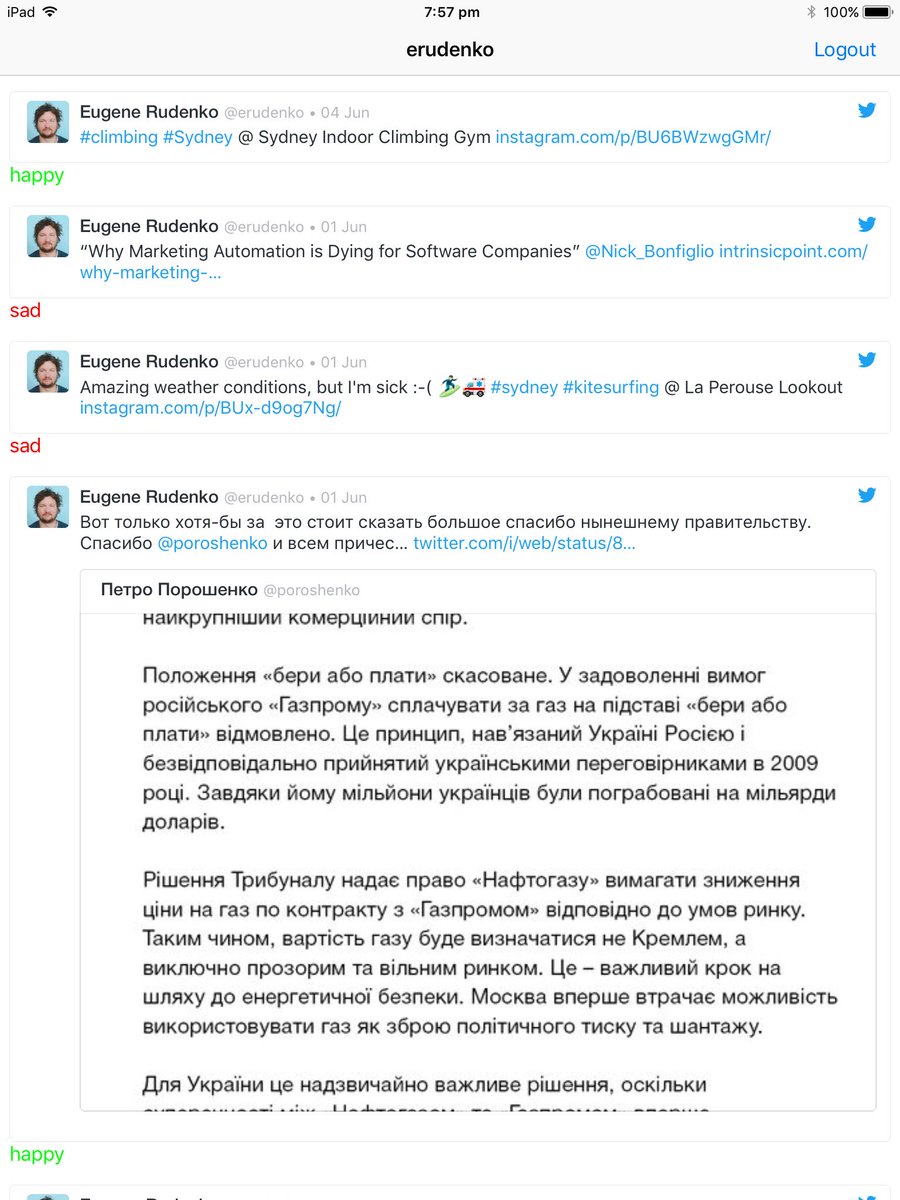 iPad 7:57 pm 100%
erudenko Logout
Eugene Rudenko @erudenko • 04 Jun
#climbing #Sydney @ Sydney Indoor Climbing Gym instagram.com/p/BU6BWzwgGMr/
happy
Eugene Rudenko @erudenko • 01 Jun
“Why Marketing Automation is Dying for Software Companies” @Nick_Bonfiglio intrinsicpoint.com/
why-marketing-...
sad
Eugene Rudenko @erudenko • 01 Jun
Amazing weather conditions, but I'm sick :-( 🏄🚑 #sydney #kitesurfing @ La Perouse Lookout
instagram.com/p/BUx-d9og7Ng/
sad
Eugene Rudenko @erudenko • 01 Jun
Вот только хотя-бы за это стоит сказать большое спасибо нынешнему правительству.
Спасибо @poroshenko и всем причес... twitter.com/i/web/status/8...
Петро Порошенко @poroshenko
найкрупніший комерційний спір.
Положення «бери або плати» скасоване. У задоволенні вимог
російського «Газпрому» сплачувати за газ на підставі «бери або
плати» відмовлено. Це принцип, нав’язаний Україні Росією і
безвідповідально прийнятий українськими переговірниками в 2009
році. Завдяки йому мільйони українців були пограбовані на мільярди
доларів.
Рішення Трибуналу надає право «Нафтогазу» вимагати зниження
ціни на газ по контракту з «Газпромом» відповідно до умов ринку.
Таким чином, вартість газу буде визначатися не Кремлем, а
виключно прозорим та вільним ринком. Це – важливий крок на
шляху до енергетичної безпеки. Москва вперше втрачає можливість
використовувати газ як зброю політичного тиску та шантажу.
Для України це надзвичайно важливе рішення, оскільки
happy